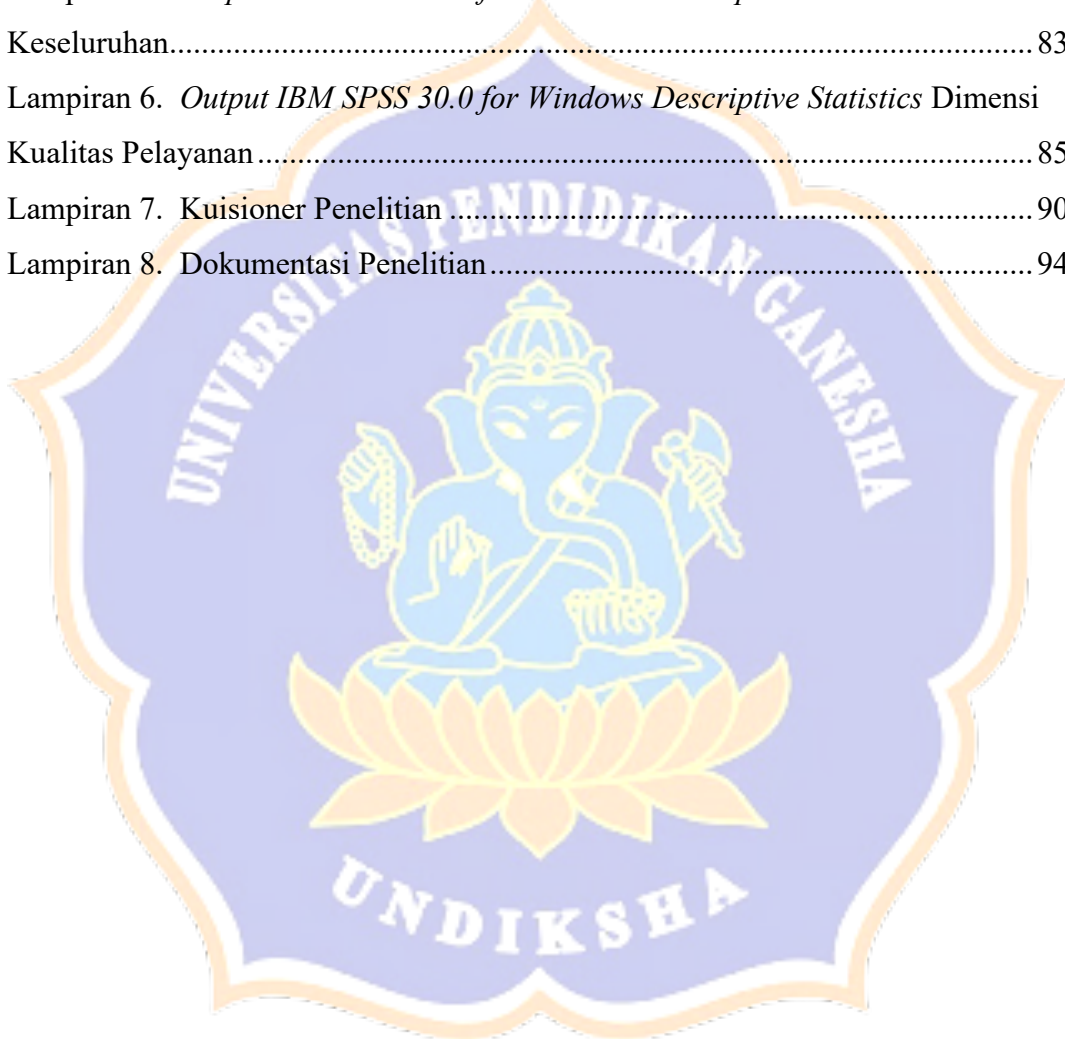 Keseluruhan.......................................................................................................... 83
Lampiran 6. Output IBM SPSS 30.0 for Windows Descriptive Statistics Dimensi
Kualitas Pelayanan ............................................................................................... 85
Lampiran 7. Kuisioner Penelitian ........................................................................ 90
Lampiran 8. Dokumentasi Penelitian................................................................... 94
UNIVERSITAS PENDIDIKAN GANESHA
UNDIKSHA